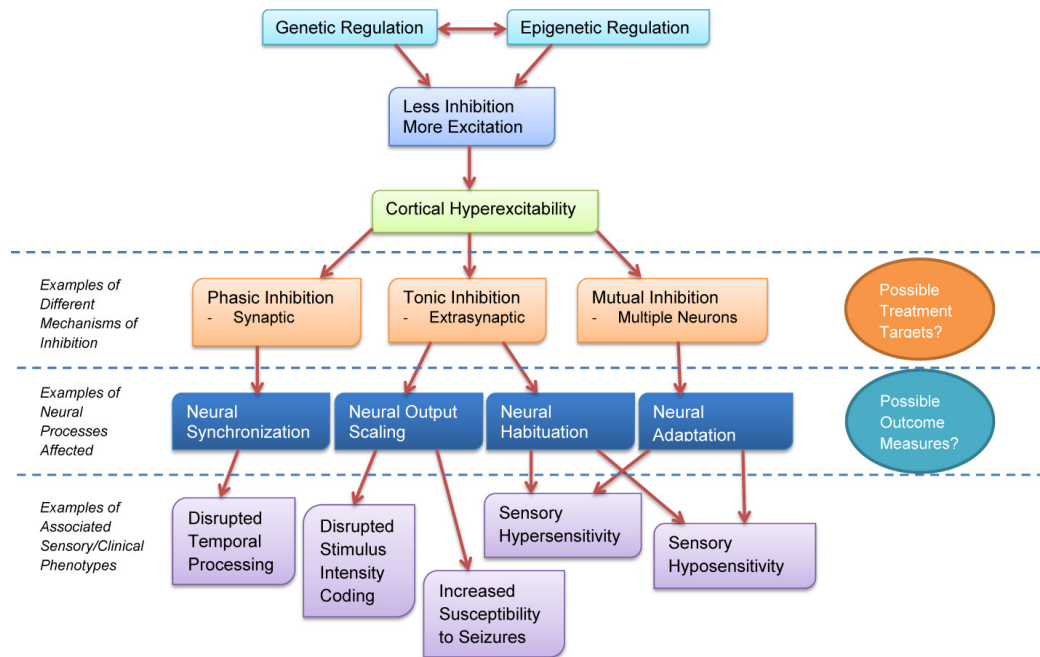 Genetic Regulation
Epigenetic Regulation
Less Inhibition
More Excitation
Cortical Hyperexcitability
Examples of
Different
Mechanisms of
Inhibition
Phasic Inhibition
- Synaptic
Tonic Inhibition
- Extrasynaptic
Mutual Inhibition
- Multiple Neurons
Possible
Treatment
Targets?
Examples of
Neural
Processes
Affected
Neural
Synchronization
Neural Output
Scaling
Neural
Habituation
Neural
Adaptation
Possible
Outcome
Measures?
Examples of
Associated
Sensory/Clinical
Phenotypes
Disrupted
Temporal
Processing
Disrupted
Stimulus
Intensity
Coding
Increased
Susceptibility
to Seizures
Sensory
Hypersensitivity
Sensory
Hyposensitivity